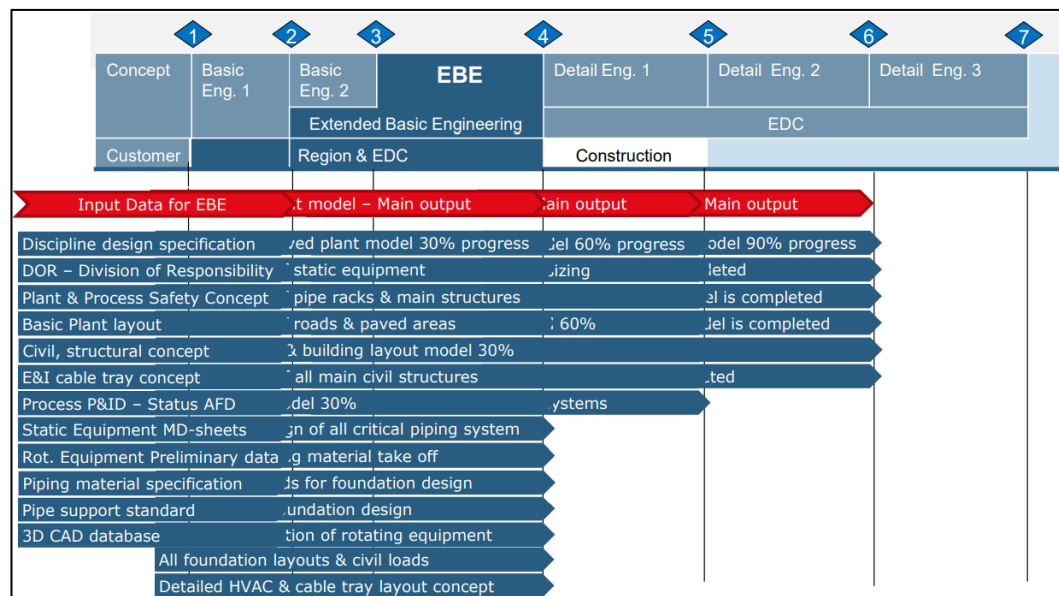 1 2 3 4 5 6 7
Concept Basic Eng. 1 Basic Eng. 2 EBE Detail Eng. 1 Detail Eng. 2 Detail Eng. 3
Extended Basic Engineering EDC
Customer Region & EDC Construction
Input Data for EBE t model – Main output ain output Main output
Discipline design specification ved plant model 30% progress del 60% progress odel 90% progress
DOR – Division of Responsibility static equipment sizing leted
Plant & Process Safety Concept pipe racks & main structures el is completed
Basic Plant layout roads & paved areas 60% del is completed
Civil, structural concept & building layout model 30%
E&I cable tray concept all main civil structures cted
Process P&ID – Status AFD odel 30% ystems
Static Equipment MD-sheets gn of all critical piping system
Rot. Equipment Preliminary data ng material take off
Piping material specification ds for foundation design
Pipe support standard undation design
3D CAD database tion of rotating equipment
All foundation layouts & civil loads
Detailed HVAC & cable tray layout concept